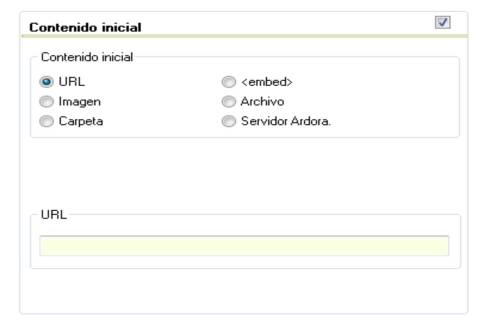 Contenido inicial
Contenido inicial
URL
<embed>
Imagen
Archivo
Carpeta
Servidor Ardora.
URL